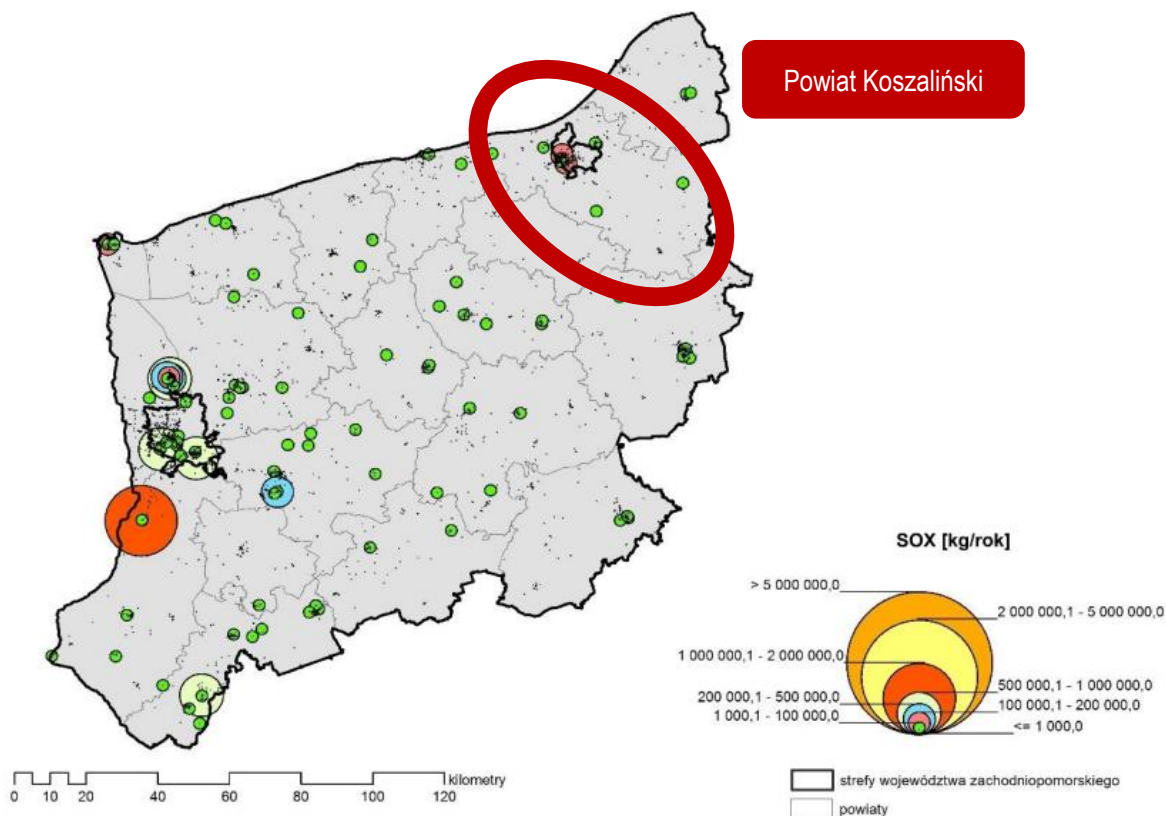 Powiat Koszaliński
SOX [kg/rok]
> 5 000 000,0
2 000 000,1 - 5 000 000,0
1 000 000,1 - 2 000 000,0
500 000,1 - 1 000 000,0
200 000,1 - 500 000,0
100 000,1 - 200 000,0
1 000,1 - 100 000,0
<= 1 000,0
kilometry
0 10 20 40 60 80 100 120
strefy województwa zachodniopomorskiego
powiaty